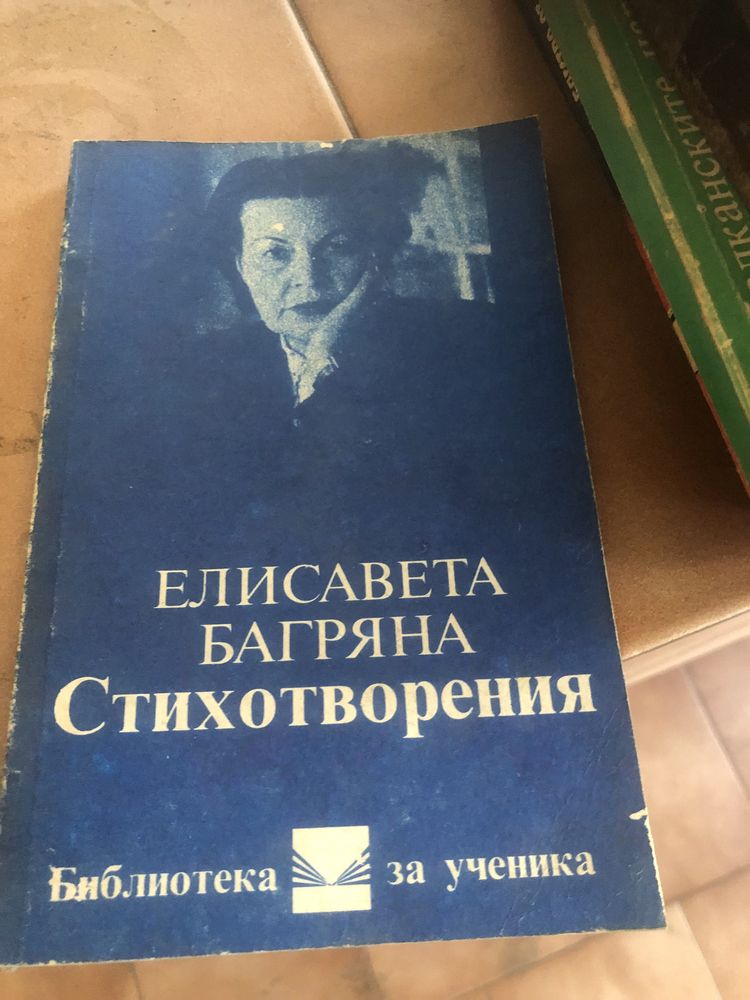 ЕЛИСАВЕТА
БАГРЯНА
Стихотворения
Библиотека за ученика